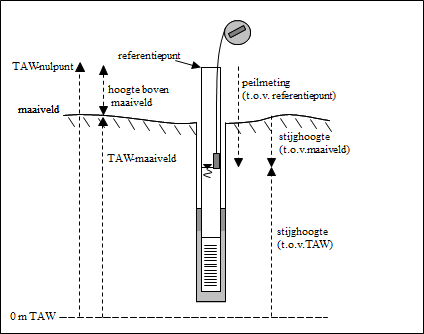 referentiepunt
TAW-nulpunt
hoogte boven
maaiveld
peilmeting
(t.o.v. referentiepunt)
maaiveld
TAW-maaiveld
stijghoogte
(t.o.v.maaiveld)
stijghoogte
(t.o.v.TAW)
0 m TAW